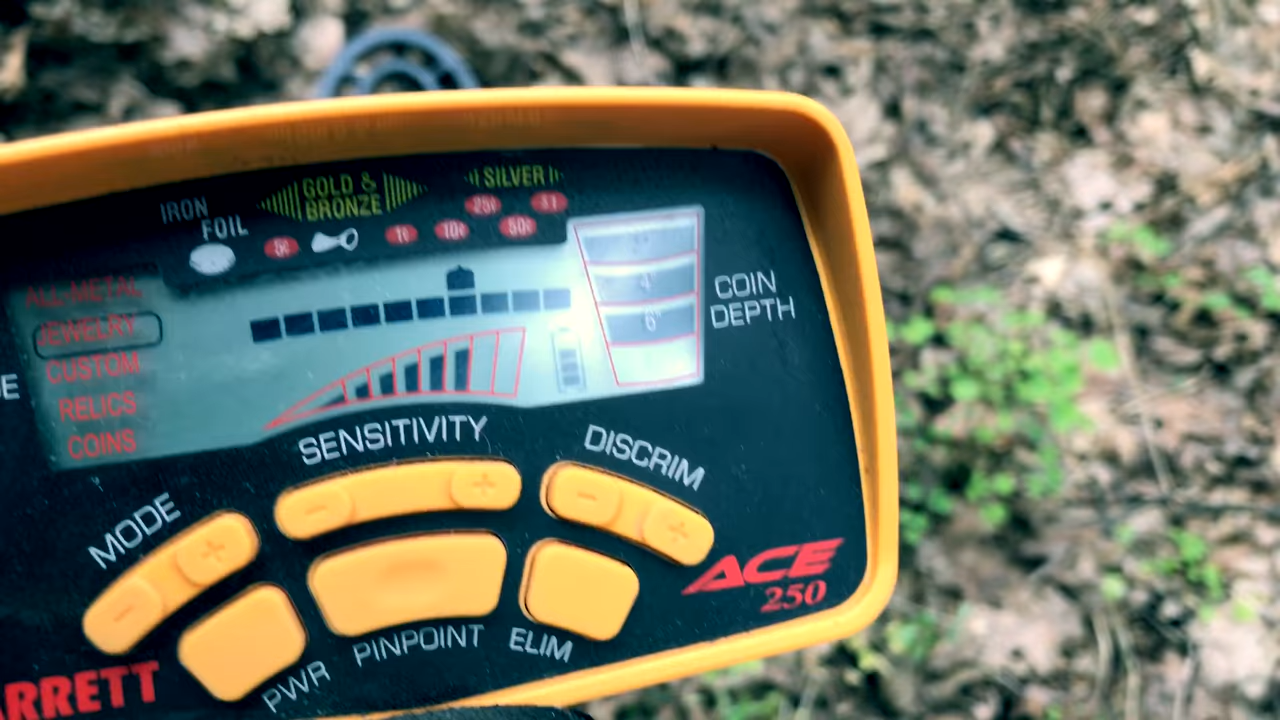 IRON
FOIL
GOLD &
BRONZE
SILVER
5¢
1¢
10¢
25¢
50¢
$1
ALL-METAL
JEWELRY
CUSTOM
RELICS
COINS
4"
6"
COIN
DEPTH
E
SENSITIVITY
DISCRIM
MODE
- +
- +
- +
PWR
PINPOINT
ELIM
ACE
250
RRETT